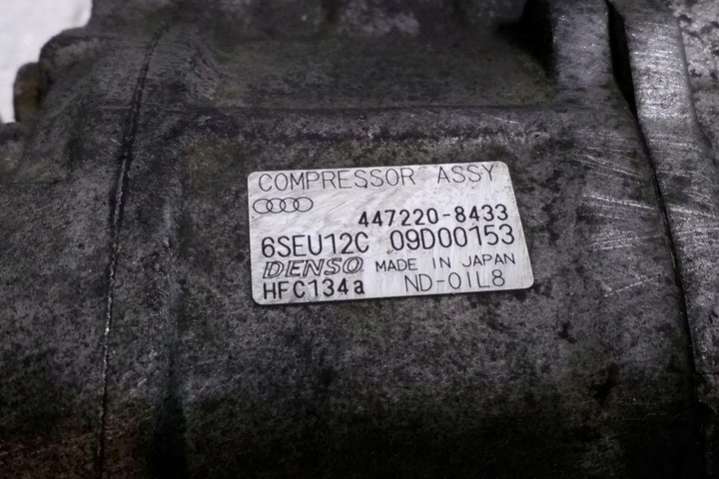 COMPRESSOR ASSY
447220-8433
6SEU12C 09D00153
DENSO MADE IN JAPAN
HFC134a ND-OIL8